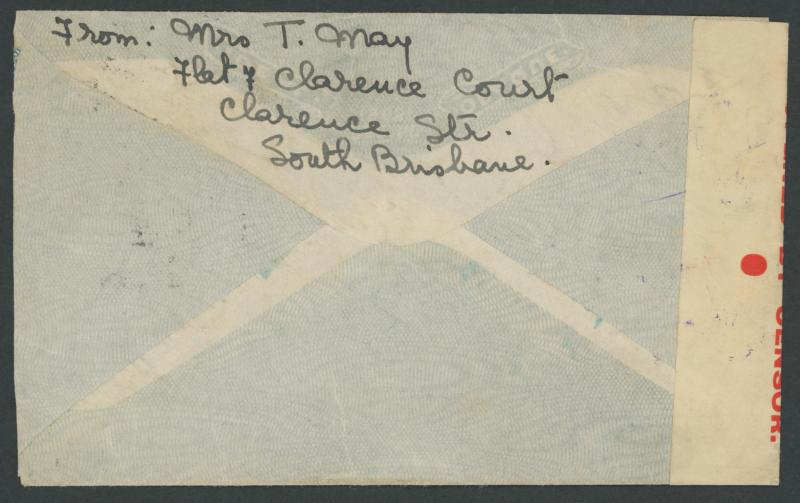 From: Mrs T. May
Flat 7 Clarence Court
Clarence Str.
South Brisbane.
CENSOR.